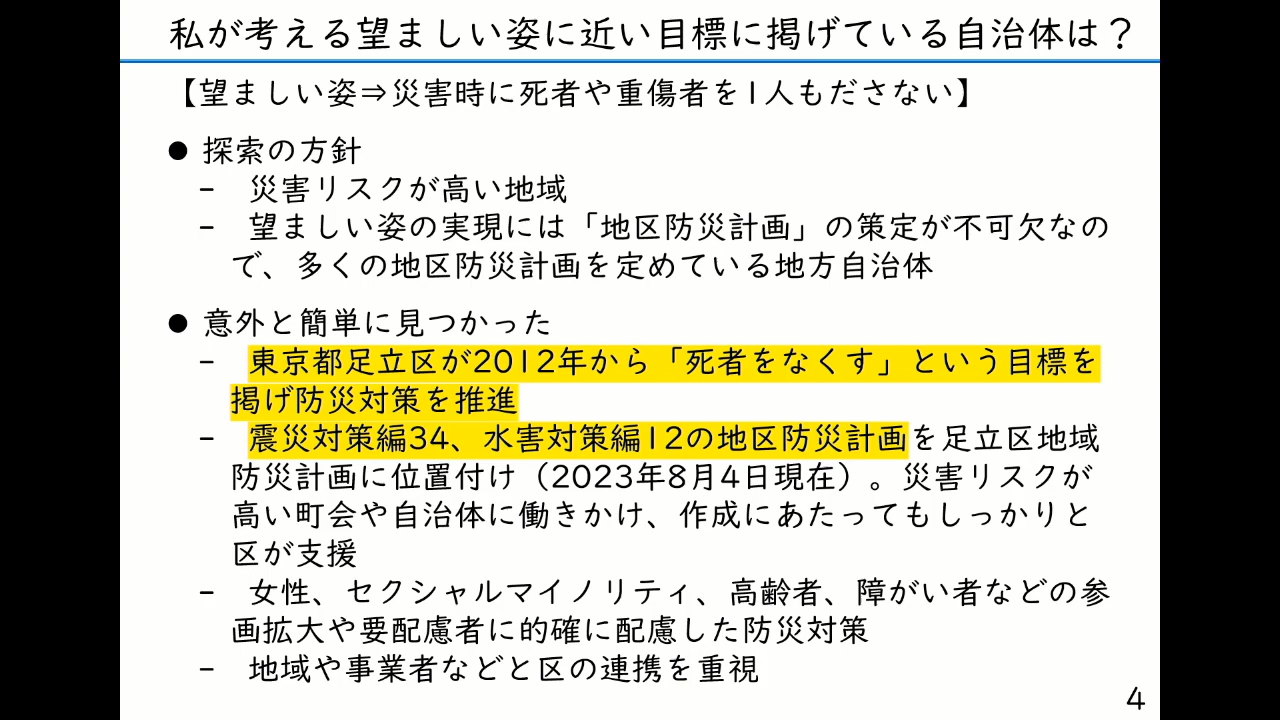 私が考える望ましい姿に近い目標に掲げている自治体は？
【望ましい姿⇒災害時に死者や重傷者を1人もださない】
● 探索の方針
− 災害リスクが高い地域
− 望ましい姿の実現には「地区防災計画」の策定が不可欠なの
で、多くの地区防災計画を定めている地方自治体
● 意外と簡単に見つかった
− 東京都足立区が2012年から「死者をなくす」という目標を
掲げ防災対策を推進
− 震災対策編34、水害対策編12の地区防災計画を足立区地域
防災計画に位置付け（2023年8月4日現在）。災害リスクが
高い町会や自治体に働きかけ、作成にあたってもしっかりと
区が支援
− 女性、セクシャルマイノリティ、高齢者、障がい者などの参
画拡大や要配慮者に的確に配慮した防災対策
− 地域や事業者などと区の連携を重視
4